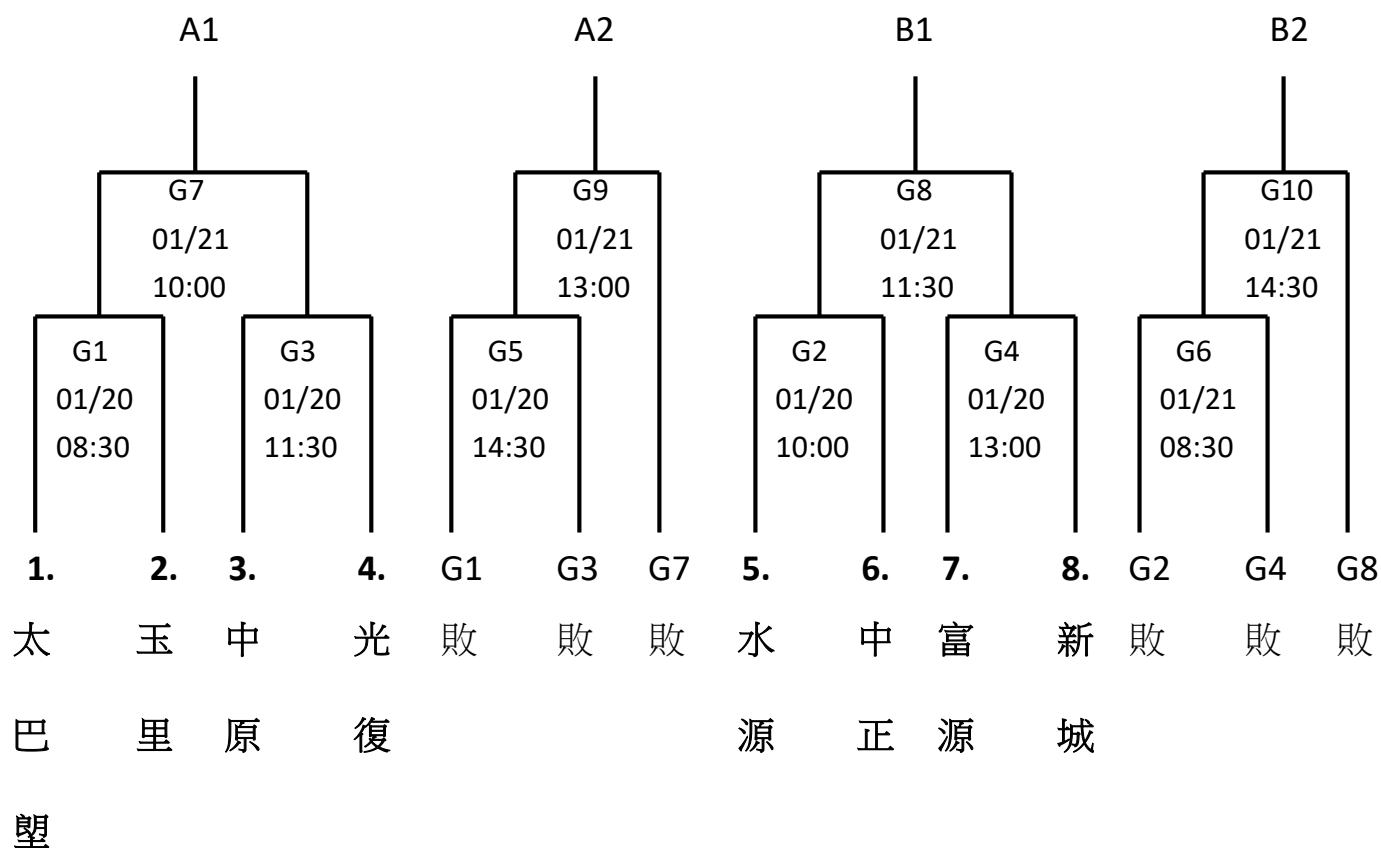 A1 A2 B1 B2
G7 G9 G8 G10
01/21 01/21 01/21 01/21
10:00 13:00 11:30 14:30
G1 G3 G5 G2 G4 G6
01/20 01/20 01/20 01/20 01/20 01/21
08:30 11:30 14:30 10:00 13:00 08:30
1. 2. 3. 4. G1 G3 G7 5. 6. 7. 8. G2 G4 G8
太 玉 中 光 敗 敗 敗 水 中 富 新 敗 敗 敗
巴 里 原 復 源 正 源 城
塱